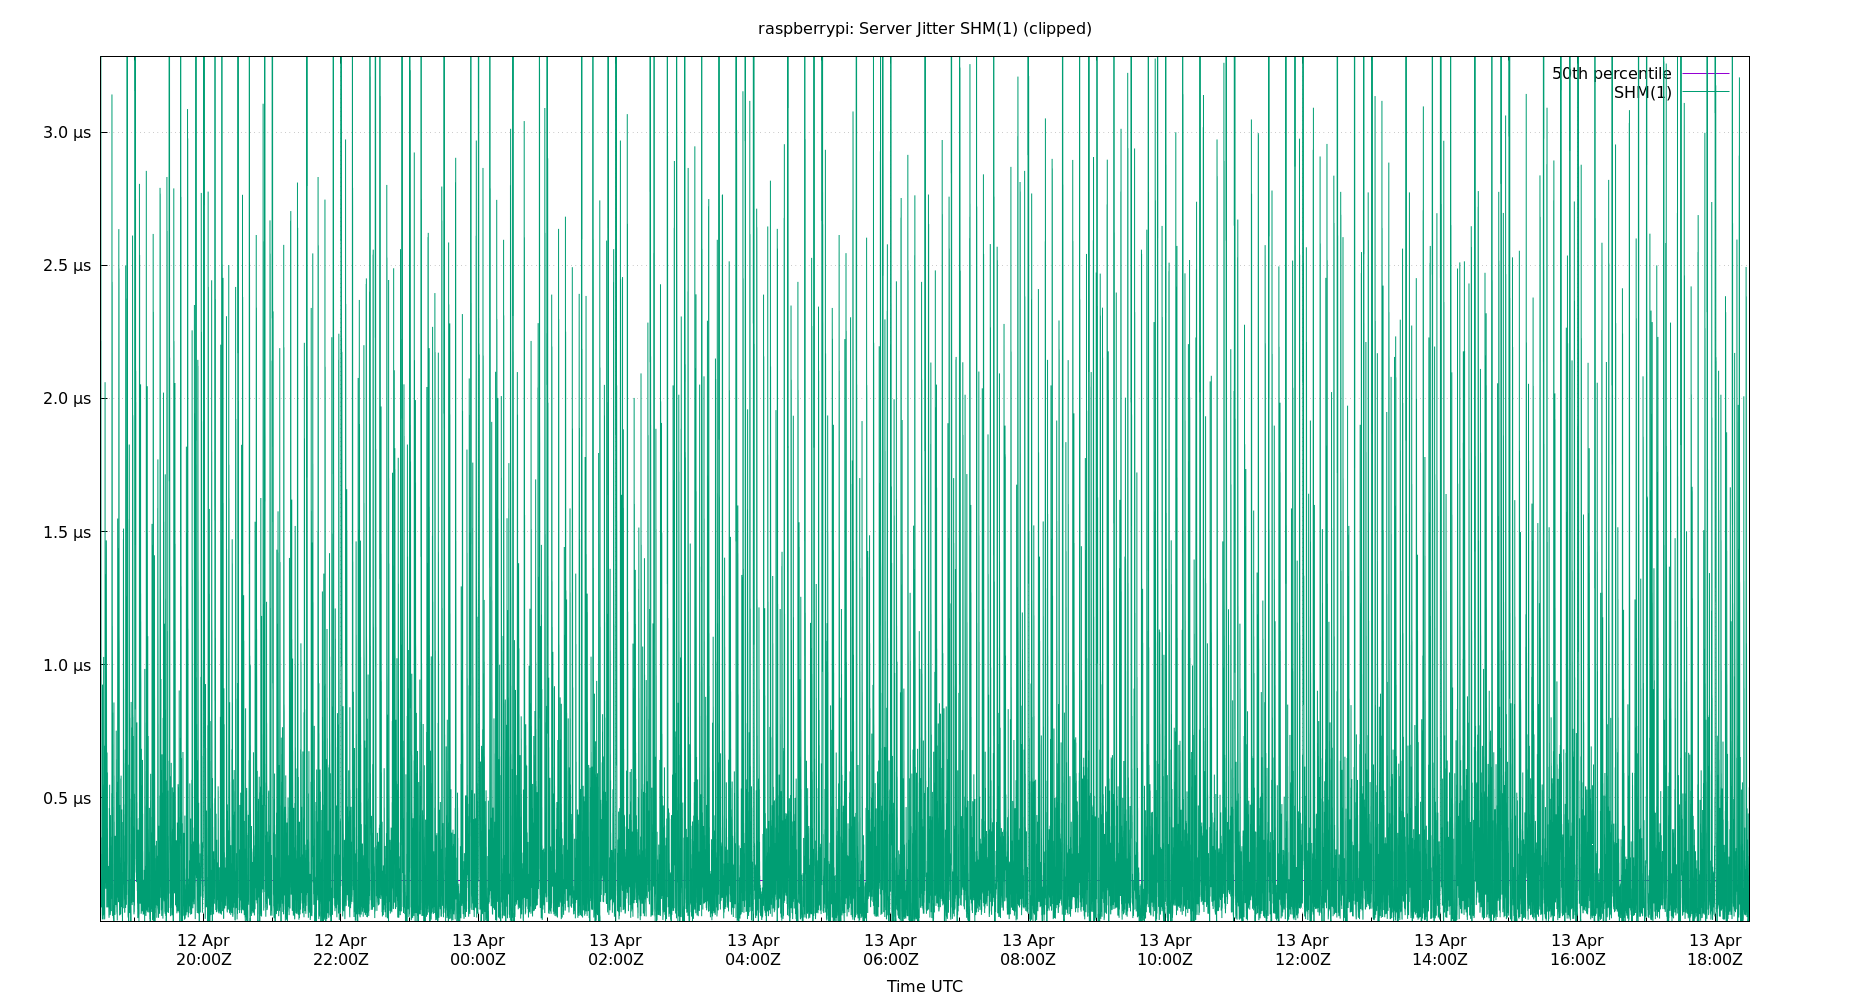 raspberrypi: Server Jitter SHM(1) (clipped)
50th percentile
SHM(1)
3.0 µs
2.5 µs
2.0 µs
1.5 µs
1.0 µs
0.5 µs
12 Apr 12 Apr 13 Apr 13 Apr 13 Apr 13 Apr 13 Apr 13 Apr 13 Apr 13 Apr 13 Apr 13 Apr
20:00Z 22:00Z 00:00Z 02:00Z 04:00Z 06:00Z 08:00Z 10:00Z 12:00Z 14:00Z 16:00Z 18:00Z
Time UTC